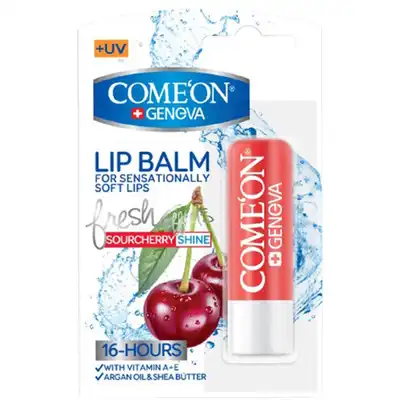 +UV
COME'ON®
GENOVA
LIP BALM
FOR SENSATIONALLY
SOFT LIPS
fresh
SOURCHERRY SHINE
16-HOURS
✓ WITH VITAMIN A+E
✓ ARGAN OIL & SHEA BUTTER
COME'ON®
GENOVA